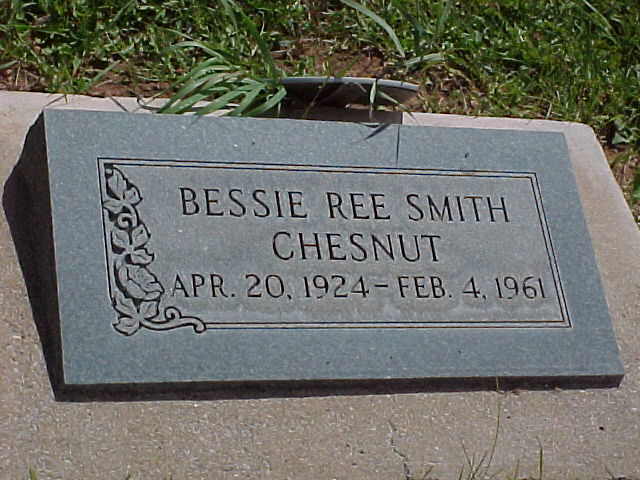 BESSIE REE SMITH
CHESNUT
APR. 20, 1924 - FEB. 4, 1961